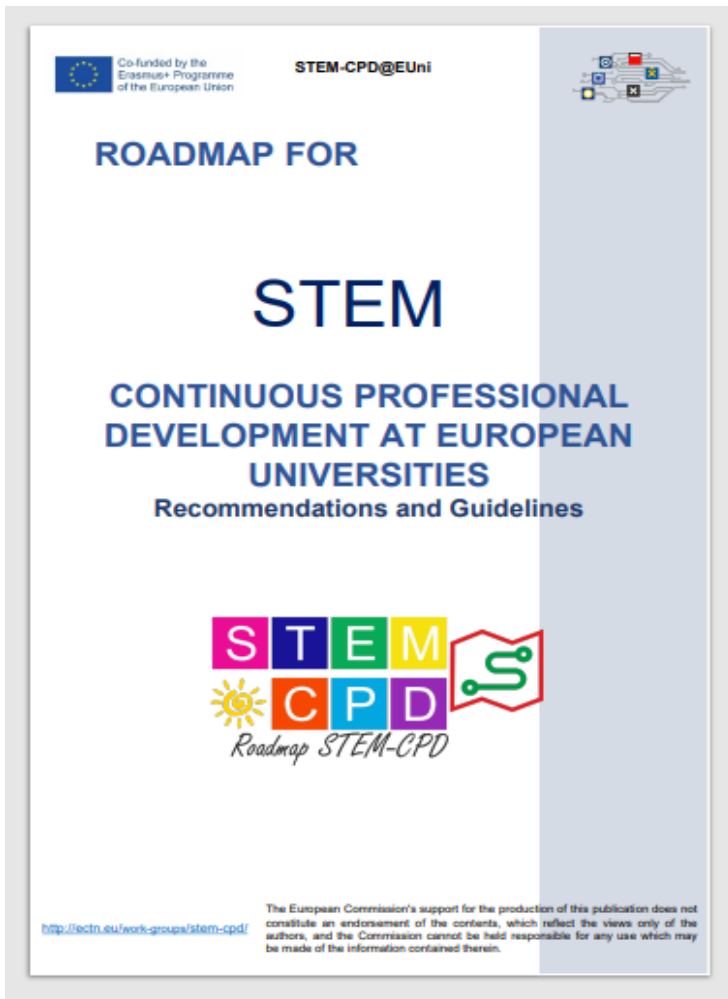 Co-funded by the
Erasmus+ Programme
of the European Union
STEM-CPD@EUni
ROADMAP FOR
STEM
CONTINUOUS PROFESSIONAL
DEVELOPMENT AT EUROPEAN
UNIVERSITIES
Recommendations and Guidelines
STEM
CPD
Roadmap STEM-CPD
http://ectn.eu/work-groups/stem-cpd/
The European Commission's support for the production of this publication does not
constitute an endorsement of the contents, which reflect the views only of the
authors, and the Commission cannot be held responsible for any use which may
be made of the information contained therein.